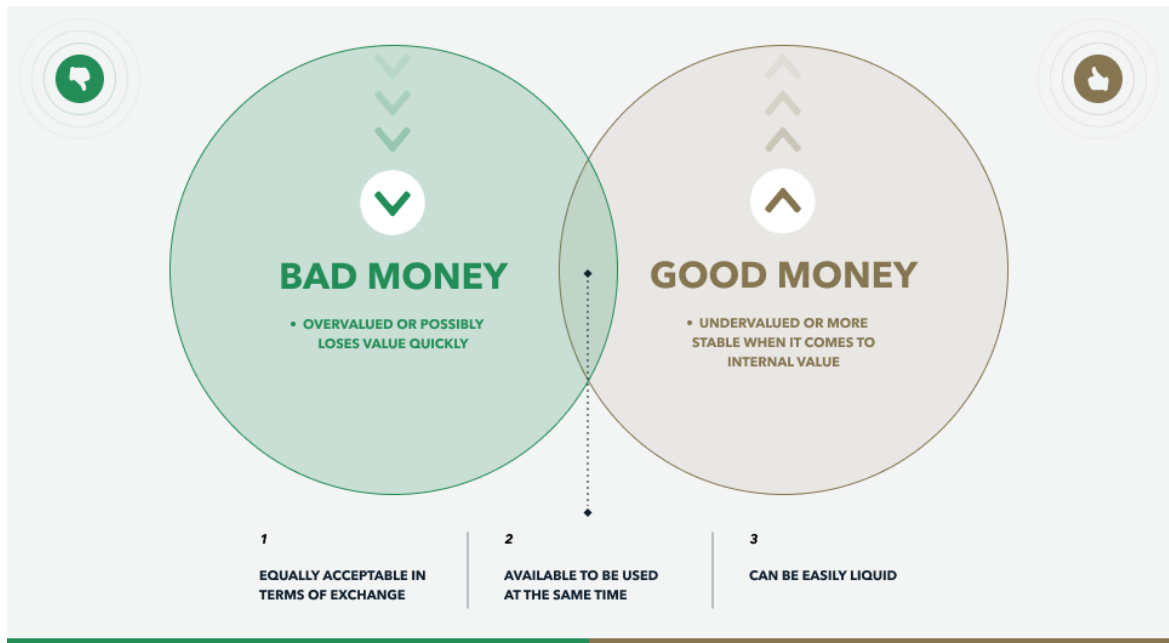 BAD MONEY
• OVERVALUED OR POSSIBLY
LOSES VALUE QUICKLY
GOOD MONEY
• UNDERVALUED OR MORE
STABLE WHEN IT COMES TO
INTERNAL VALUE
1
EQUALLY ACCEPTABLE IN
TERMS OF EXCHANGE
2
AVAILABLE TO BE USED
AT THE SAME TIME
3
CAN BE EASILY LIQUID